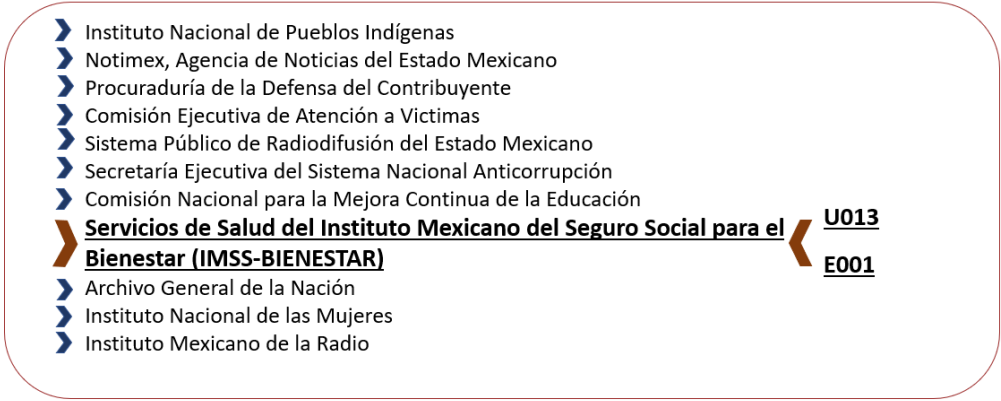 Instituto Nacional de Pueblos Indígenas
Notimex, Agencia de Noticias del Estado Mexicano
Procuraduría de la Defensa del Contribuyente
Comisión Ejecutiva de Atención a Victimas
Sistema Público de Radiodifusión del Estado Mexicano
Secretaría Ejecutiva del Sistema Nacional Anticorrupción
Comisión Nacional para la Mejora Continua de la Educación
Servicios de Salud del Instituto Mexicano del Seguro Social para el
Bienestar (IMSS-BIENESTAR)
U013
E001
Archivo General de la Nación
Instituto Nacional de las Mujeres
Instituto Mexicano de la Radio